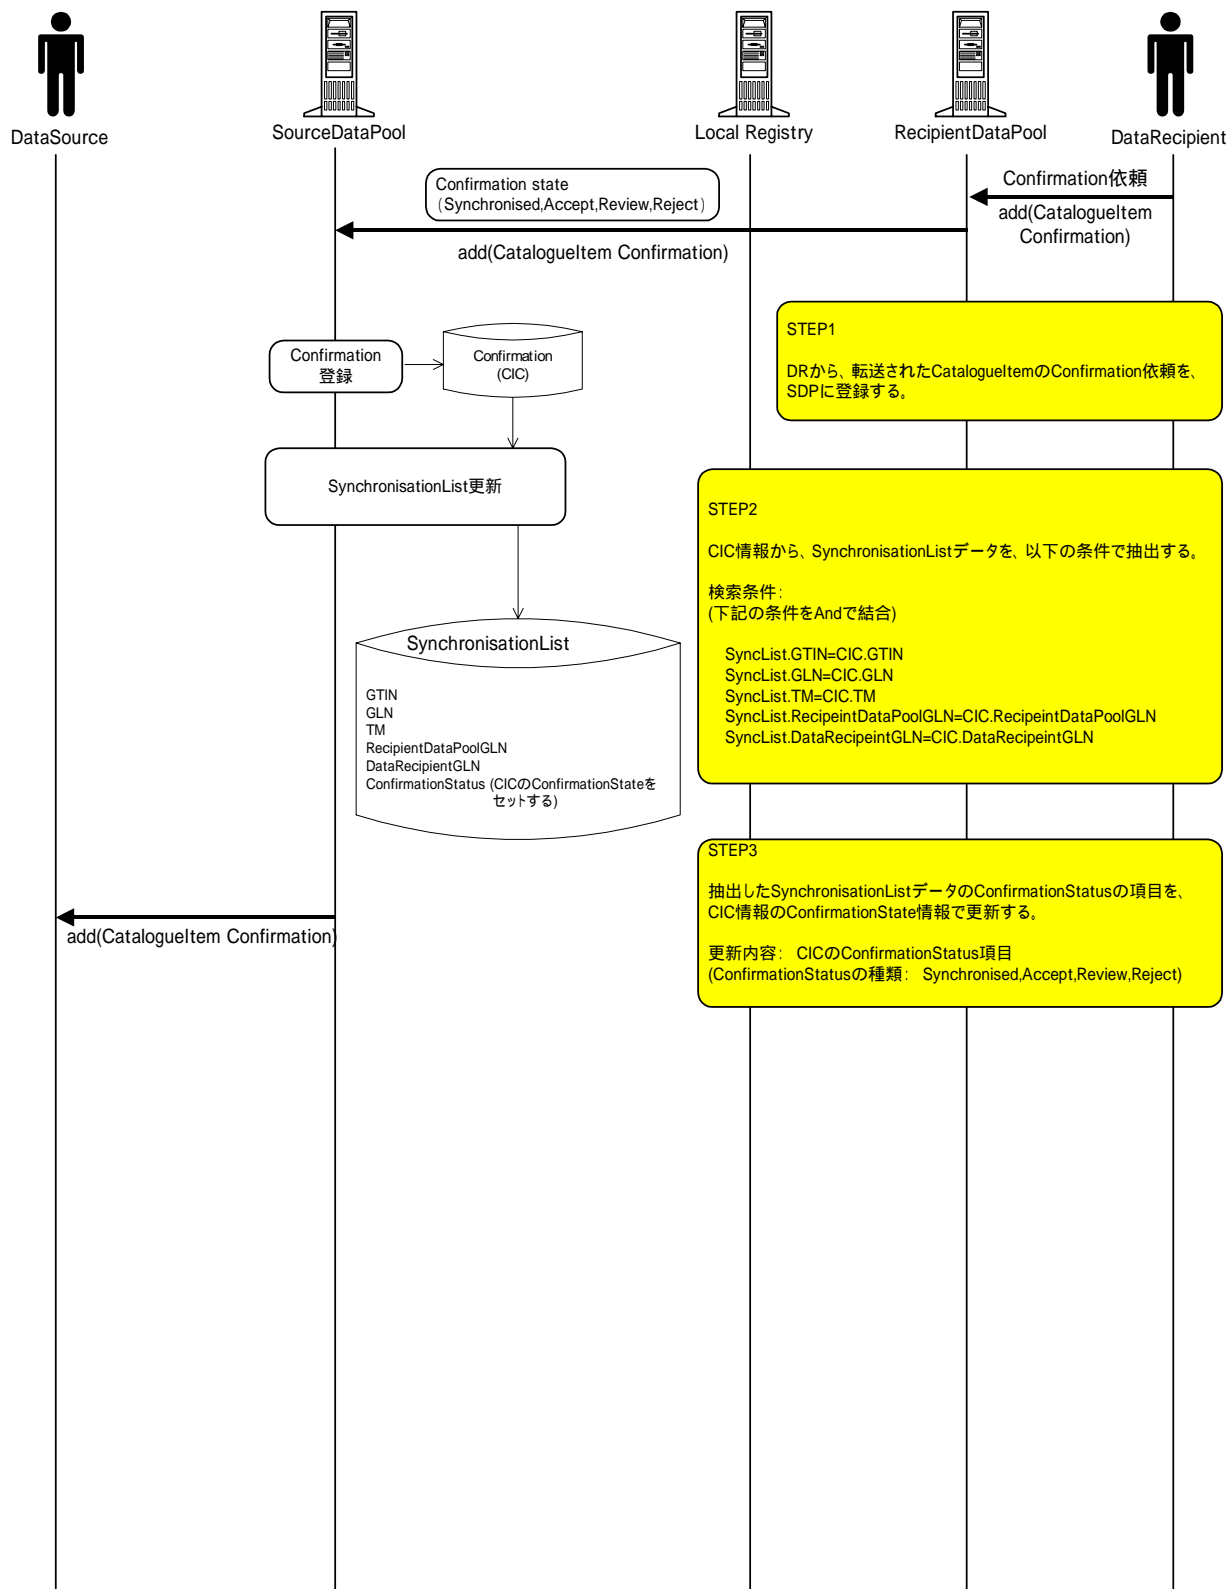 DataSource
SourceDataPool
Local Registry
RecipientDataPool
DataRecipient
Confirmation state
(Synchronised,Accept,Review,Reject)
Confirmation依頼
add(CatalogueItem
Confirmation)
add(CatalogueItem Confirmation)
STEP1
DRから、転送されたCatalogueItemのConfirmation依頼を、
SDPに登録する。
Confirmation
登録
Confirmation
(CIC)
SynchronisationList更新
STEP2
CIC情報から、SynchronisationListデータを、以下の条件で抽出する。
検索条件:
(下記の条件をAndで結合)
SyncList.GTIN=CIC.GTIN
SyncList.GLN=CIC.GLN
SyncList.TM=CIC.TM
SyncList.RecipeintDataPoolGLN=CIC.RecipeintDataPoolGLN
SyncList.DataRecipeintGLN=CIC.DataRecipeintGLN
SynchronisationList
GTIN
GLN
TM
RecipientDataPoolGLN
DataRecipientGLN
ConfirmationStatus (CICのConfirmationStateを
セットする)
STEP3
抽出したSynchronisationListデータのConfirmationStatusの項目を、
CIC情報のConfirmationState情報で更新する。
更新内容: CICのConfirmationStatus項目
(ConfirmationStatusの種類: Synchronised,Accept,Review,Reject)
add(CatalogueItem Confirmation)